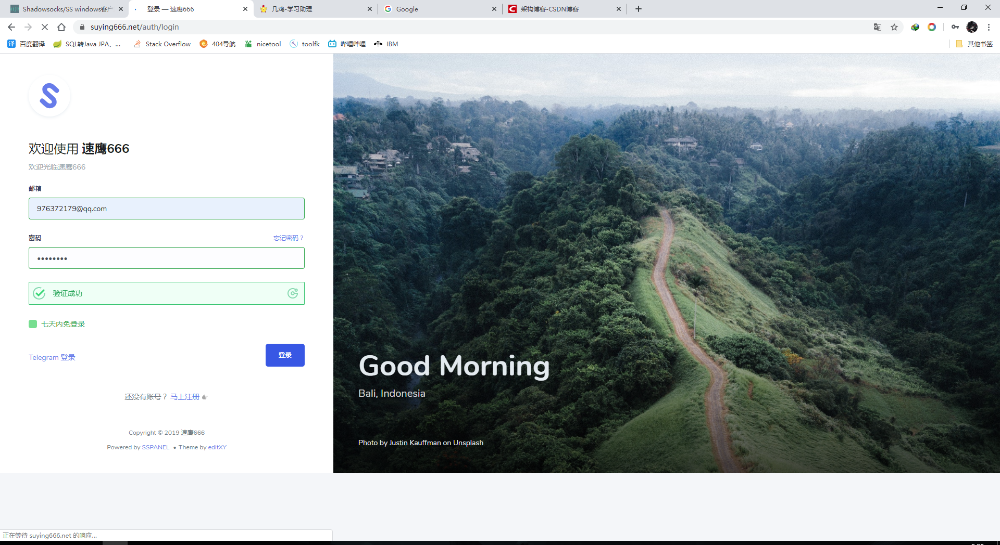 Shadowsocks/SS windows客户
登录 — 速鹰666
几鸡-学习助理
Google
架构博客-CSDN博客
suying666.net/auth/login
百度翻译
SQL转Java JPA、...
Stack Overflow
404导航
nicetool
toolfk
哔哩哔哩
IBM
其他书签
欢迎使用 速鹰666
欢迎光临速鹰666
邮箱
976372179@qq.com
密码 忘记密码？
••••••••
验证成功
七天内免登录
Telegram 登录
登录
还没有账号？ 马上注册
Copyright © 2019 速鹰666
Powered by SSPANEL • Theme by editXY
Good Morning
Bali, Indonesia
Photo by Justin Kauffman on Unsplash
正在等待 suying666.net 的响应...